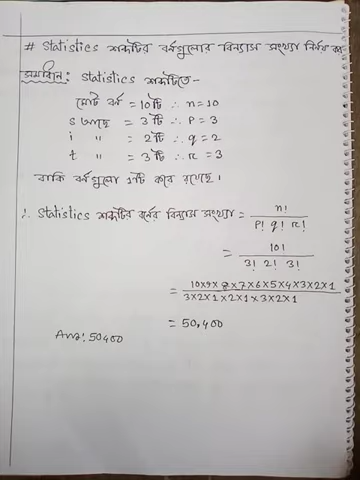 # Statistics শব্দটির বর্ণগুলোর বিন্যাস সংখ্যা নির্ণয় কর
সমাধান: Statistics শব্দটিতে-
মোট বর্ণ = 10টি ∴ n=10
s আছে = 3টি ∴ P = 3
i " = 2টি ∴ q = 2
t " = 3টি ∴ r = 3
বাকি বর্ণগুলো 1টি করে রয়েছে।
∴ Statistics শব্দটির বর্ণের বিন্যাস সংখ্যা = n! / P! q! r!
= 10! / 3! 2! 3!
= 10×9×8×7×6×5×4×3×2×1 / 3×2×1×2×1×3×2×1
= 50,400
Ans: 50400